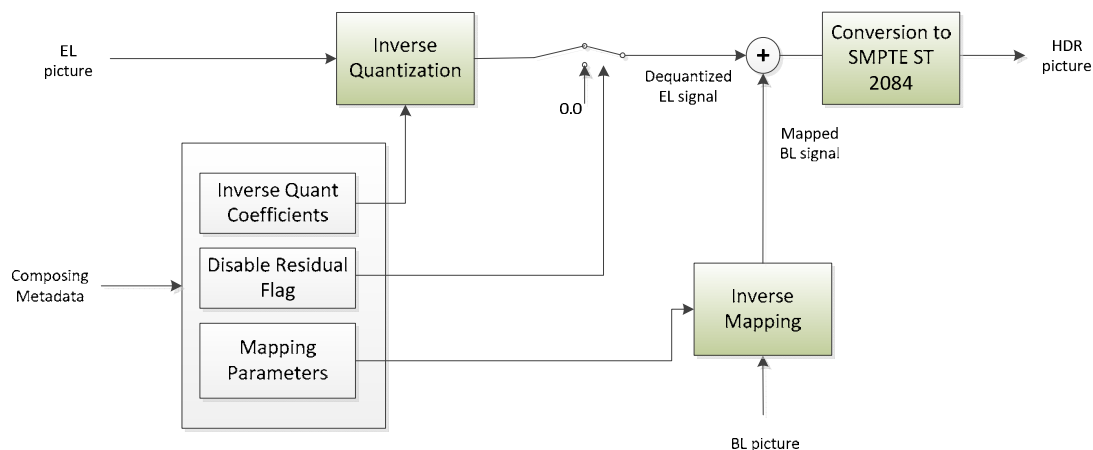 EL
picture
Inverse
Quantization
0.0
Dequantized
EL signal
+
Conversion to
SMPTE ST
2084
HDR
picture
Mapped
BL signal
Inverse Quant
Coefficients
Composing
Metadata
Disable Residual
Flag
Mapping
Parameters
Inverse
Mapping
BL picture